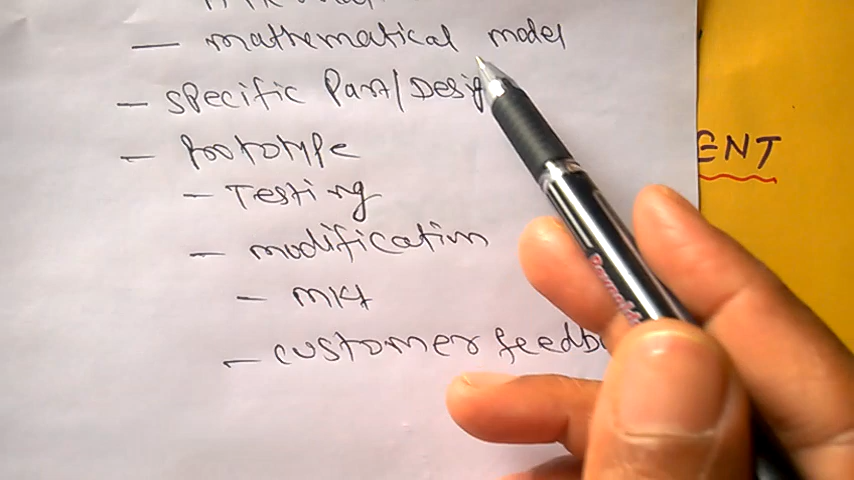 — mathematical model
— specific Part/Desig
— Prototype
— Testing
— modification
— mkt
— customer feedb
ENT